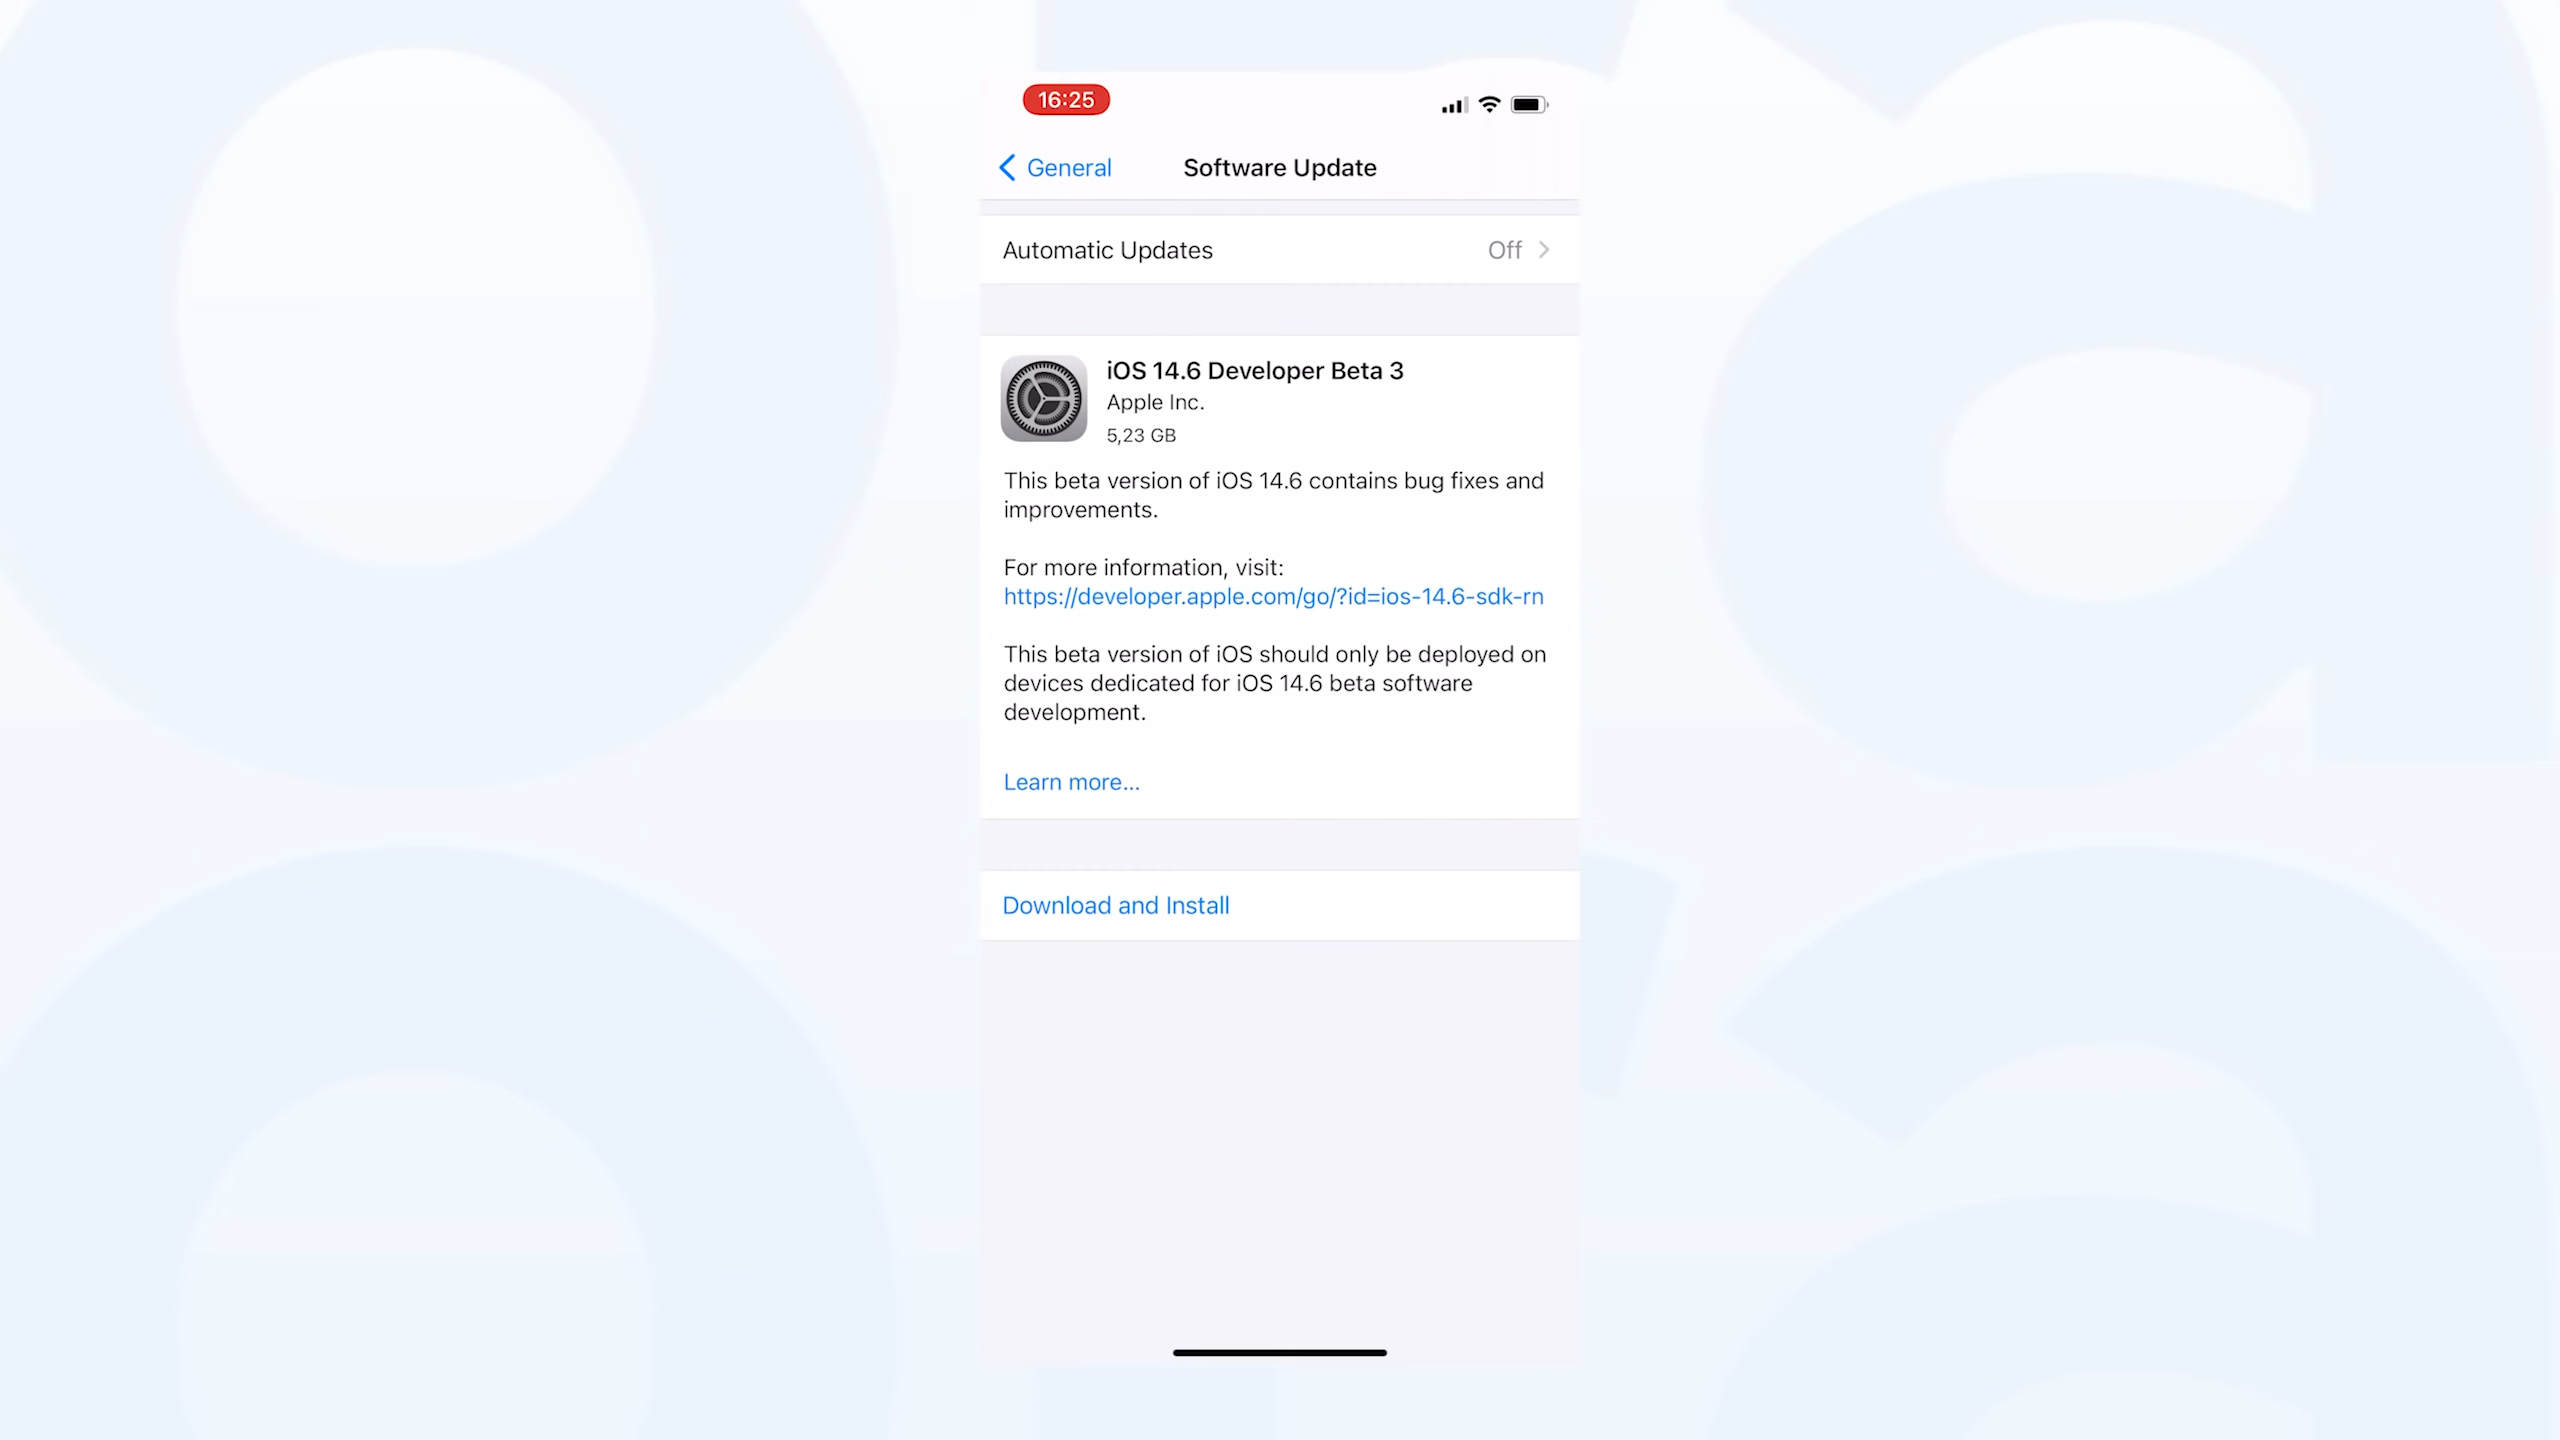 16:25
General
Software Update
Automatic Updates
Off
iOS 14.6 Developer Beta 3
Apple Inc.
5,23 GB
This beta version of iOS 14.6 contains bug fixes and
improvements.
For more information, visit:
https://developer.apple.com/go/?id=ios-14.6-sdk-rn
This beta version of iOS should only be deployed on
devices dedicated for iOS 14.6 beta software
development.
Learn more...
Download and Install